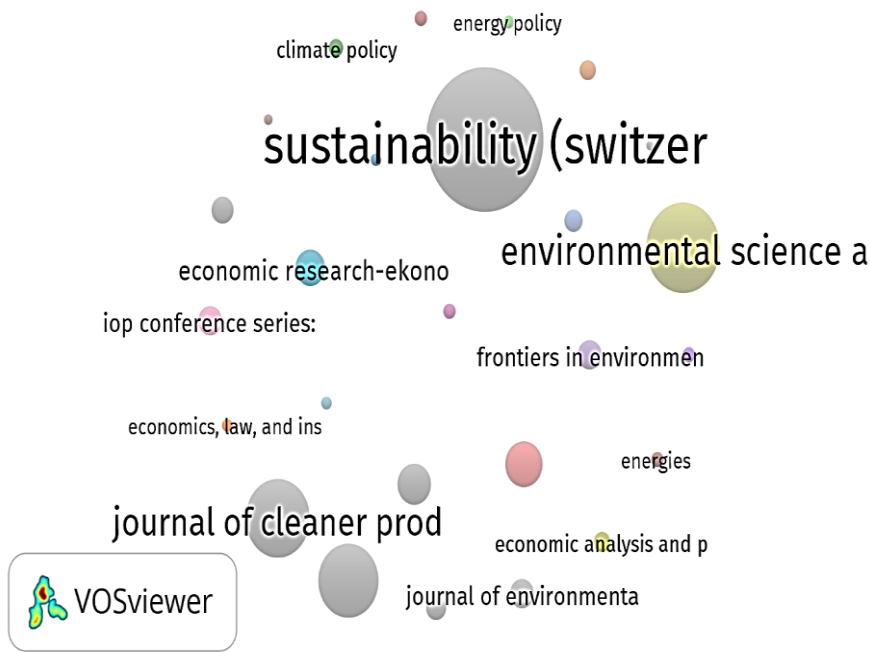 energy policy
climate policy
sustainability (switzer
environmental science a
economic research-ekono
iop conference series:
frontiers in environmen
economics, law, and ins
energies
journal of cleaner prod
economic analysis and p
journal of environmenta
VOSviewer